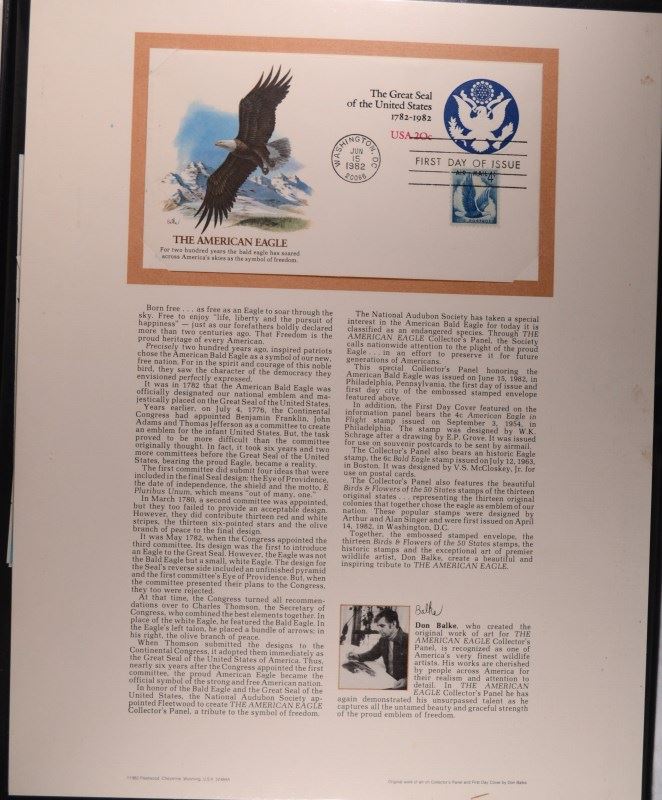 The Great Seal
of the United States
1782-1982
USA 20c
WASHINGTON, DC
JUN
15
1982
20066
FIRST DAY OF ISSUE
AIR MAIL 4¢
Balke
THE AMERICAN EAGLE
For two hundred years the bald eagle has soared
across America's skies as the symbol of freedom.
Born free . . . as free as an Eagle to soar through the
sky. Free to enjoy "life, liberty and the pursuit of
happiness" — just as our forefathers boldly declared
more than two centuries ago. That Freedom is the
proud heritage of every American.
Precisely two hundred years ago, inspired patriots
chose the American Bald Eagle as a symbol of our new,
free nation. For in the spirit and courage of this noble
bird, they saw the character of the democracy they
envisioned perfectly expressed.
It was in 1782 that the American Bald Eagle was
officially designated our national emblem and ma-
jestically placed on the Great Seal of the United States.
Years earlier, on July 4, 1776, the Continental
Congress had appointed Benjamin Franklin, John
Adams and Thomas Jefferson as a committee to create
an emblem for the infant United States. But, the task
proved to be more difficult than the committee
originally thought. In fact, it took six years and two
more committees before the Great Seal of the United
States, bearing the proud Eagle, became a reality.
The first committee did submit four ideas that were
included in the final Seal design: the Eye of Providence,
the date of independence, the shield and the motto, E
Pluribus Unum, which means "out of many, one."
In March 1780, a second committee was appointed,
but they too failed to provide an acceptable design.
However, they did contribute thirteen red and white
stripes, the thirteen six-pointed stars and the olive
branch of peace to the final design.
It was May 1782, when the Congress appointed the
third committee. Its design was the first to introduce
an Eagle to the Great Seal. However, the Eagle was not
the Bald Eagle but a small, white Eagle. The design for
the Seal's reverse side included an unfinished pyramid
and the first committee's Eye of Providence. But, when
the committee presented their plans to the Congress,
they too were rejected.
At that time, the Congress turned all recommen-
dations over to Charles Thomson, the Secretary of
Congress, who combined the best elements together. In
place of the white Eagle, he featured the Bald Eagle. In
the Eagle's left talon, he placed a bundle of arrows; in
his right, the olive branch of peace.
When Thomson submitted the designs to the
Continental Congress, it adopted them immediately as
the Great Seal of the United States of America. Thus,
nearly six years after the Congress appointed the first
committee, the proud American Eagle became the
official symbol of the strong and free American nation.
In honor of the Bald Eagle and the Great Seal of the
United States, the National Audubon Society ap-
pointed Fleetwood to create THE AMERICAN EAGLE
Collector's Panel, a tribute to the symbol of freedom.
The National Audubon Society has taken a special
interest in the American Bald Eagle for today it is
classified as an endangered species. Through THE
AMERICAN EAGLE Collector's Panel, the Society
calls nationwide attention to the plight of the proud
Eagle . . . in an effort to preserve it for future
generations of Americans.
This special Collector's Panel honoring the
American Bald Eagle was issued on June 15, 1982, in
Philadelphia, Pennsylvania, the first day of issue and
first day city of the embossed stamped envelope
featured above.
In addition, the First Day Cover featured on the
information panel bears the 4c American Eagle in
Flight stamp issued on September 3, 1954, in
Philadelphia. The stamp was designed by W.K.
Schrage after a drawing by E.P. Grove. It was issued
for use on souvenir postcards to be sent by airmail.
The Collector's Panel also bears an historic Eagle
stamp, the 6c Bald Eagle stamp issued on July 12, 1963,
in Boston. It was designed by V.S. McCloskey, Jr. for
use on postal cards.
The Collector's Panel also features the beautiful
Birds & Flowers of the 50 States stamps of the thirteen
original states . . . representing the thirteen original
colonies that together chose the eagle as emblem of our
nation. These popular stamps were designed by
Arthur and Alan Singer and were first issued on April
14, 1982, in Washington, D.C.
Together, the embossed stamped envelope, the
thirteen Birds & Flowers of the 50 States stamps, the
historic stamps and the exceptional art of premier
wildlife artist, Don Balke, create a beautiful and
inspiring tribute to THE AMERICAN EAGLE.
Balke
Don Balke, who created the
original work of art for THE
AMERICAN EAGLE Collector's
Panel, is recognized as one of
America's very finest wildlife
artists. His works are cherished
by people across America for
their realism and attention to
detail. In THE AMERICAN
EAGLE Collector's Panel he has
again demonstrated his unsurpassed talent as he
captures all the untamed beauty and graceful strength
of the proud emblem of freedom.
©1982 Fleetwood, Cheyenne, Wyoming, U.S.A.
Original work of art on Collector's Panel and First Day Cover by Don Balke